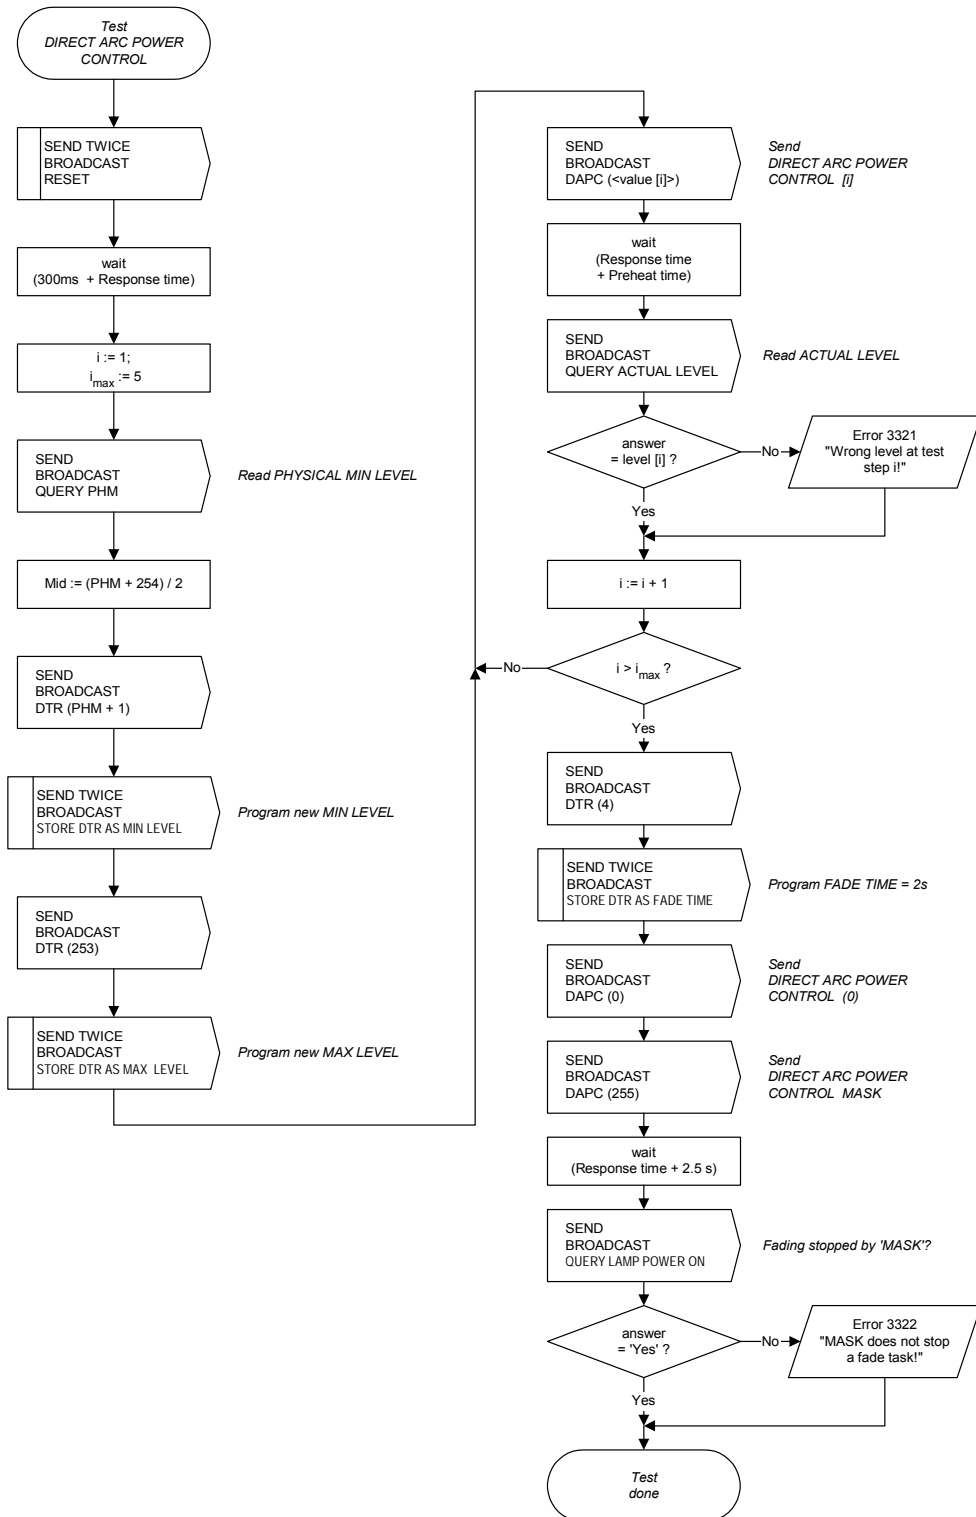 Test
DIRECT ARC POWER
CONTROL
SEND TWICE
BROADCAST
RESET
wait
(300ms + Response time)
i := 1;
imax := 5
SEND
BROADCAST
QUERY PHM
Read PHYSICAL MIN LEVEL
Mid := (PHM + 254) / 2
SEND
BROADCAST
DTR (PHM + 1)
SEND TWICE
BROADCAST
STORE DTR AS MIN LEVEL
Program new MIN LEVEL
SEND
BROADCAST
DTR (253)
SEND TWICE
BROADCAST
STORE DTR AS MAX LEVEL
Program new MAX LEVEL
SEND
BROADCAST
DAPC (<value [i]>)
Send
DIRECT ARC POWER
CONTROL [i]
wait
(Response time
+ Preheat time)
SEND
BROADCAST
QUERY ACTUAL LEVEL
Read ACTUAL LEVEL
answer
= level [i] ?
No
Error 3321
"Wrong level at test
step i!"
Yes
i := i + 1
i > imax ?
No
Yes
SEND
BROADCAST
DTR (4)
SEND TWICE
BROADCAST
STORE DTR AS FADE TIME
Program FADE TIME = 2s
SEND
BROADCAST
DAPC (0)
Send
DIRECT ARC POWER
CONTROL (0)
SEND
BROADCAST
DAPC (255)
Send
DIRECT ARC POWER
CONTROL MASK
wait
(Response time + 2.5 s)
SEND
BROADCAST
QUERY LAMP POWER ON
Fading stopped by 'MASK'?
answer
= 'Yes' ?
No
Error 3322
"MASK does not stop
a fade task!"
Yes
Test
done